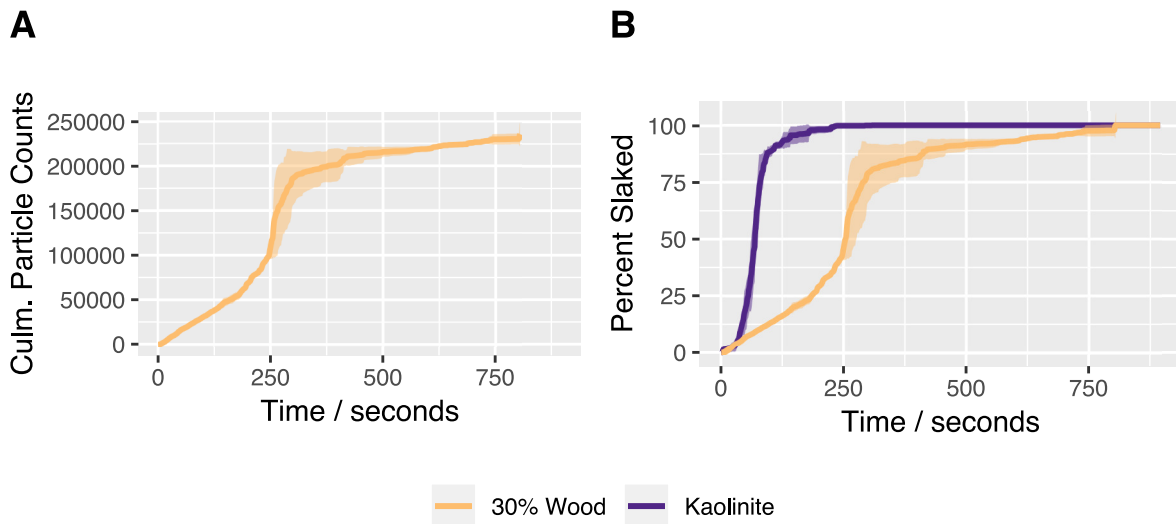 A
B
Culm. Particle Counts
250000
200000
150000
100000
50000
0
0 250 500 750
Time / seconds
Percent Slaked
100
75
50
25
0
0 250 500 750
Time / seconds
30% Wood Kaolinite